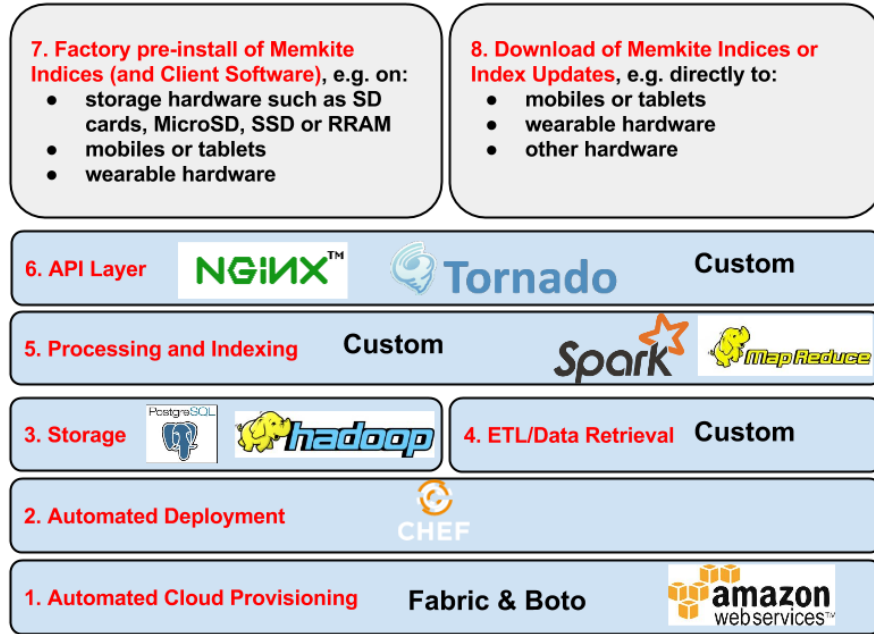 7. Factory pre-install of Memkite
Indices (and Client Software), e.g. on:
● storage hardware such as SD
cards, MicroSD, SSD or RRAM
● mobiles or tablets
● wearable hardware
8. Download of Memkite Indices or
Index Updates, e.g. directly to:
● mobiles or tablets
● wearable hardware
● other hardware
6. API Layer
NGiNX™
Tornado
Custom
5. Processing and Indexing
Custom
Spark
Map Reduce
3. Storage
PostgreSQL
hadoop
4. ETL/Data Retrieval
Custom
2. Automated Deployment
CHEF
1. Automated Cloud Provisioning
Fabric & Boto
amazon
webservices™